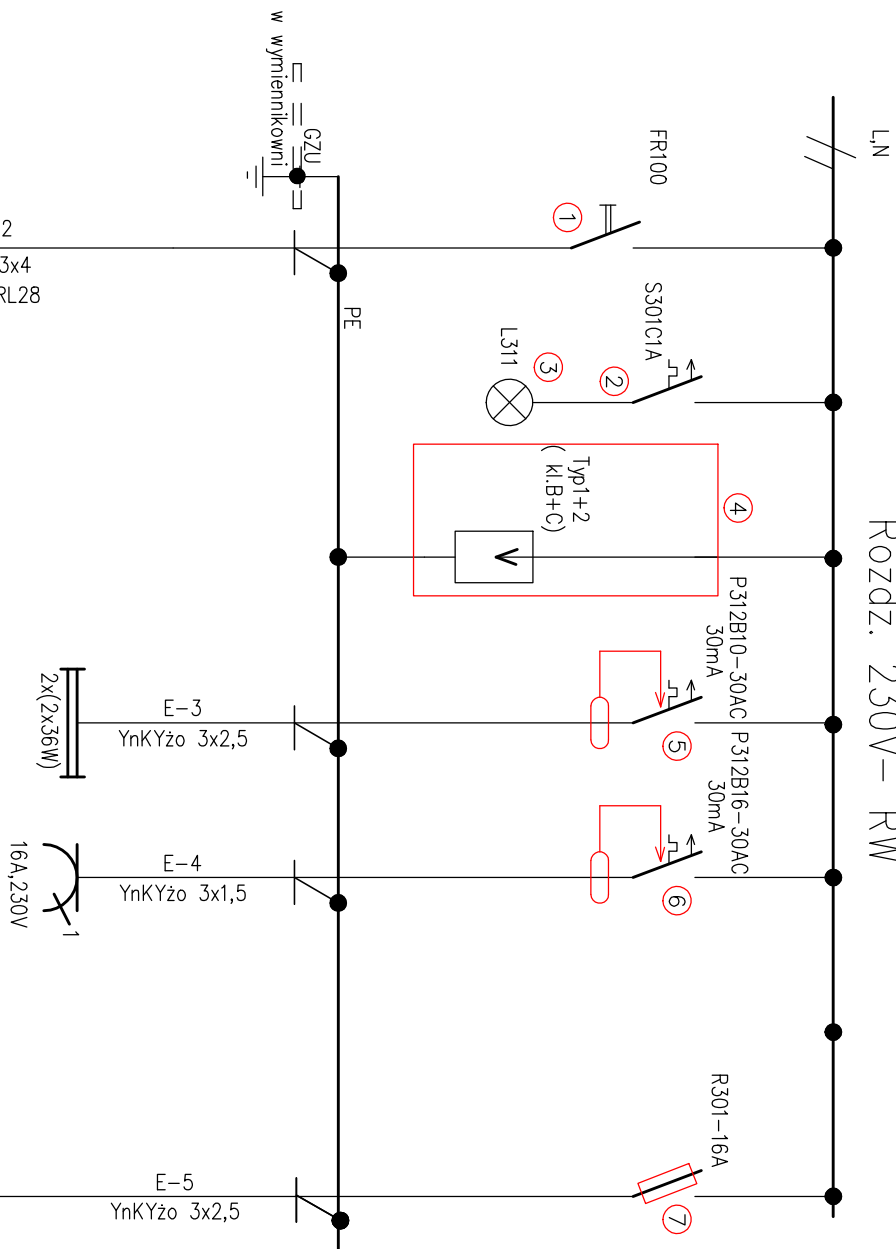 Rozdz. 230V- RW
L,N
FR100
1
S301C1A
2
L311
3
Typ1+2
( kl.B+C)
4
P312B10-30AC
30mA
5
P312B16-30AC
30mA
6
R301-16A
7
w wymiennikowni
GZU
PE
2
3x4
RL28
E-3
YnKYżo 3x2,5
2x(2x36W)
E-4
YnKYżo 3x1,5
16A,230V
1
E-5
YnKYżo 3x2,5